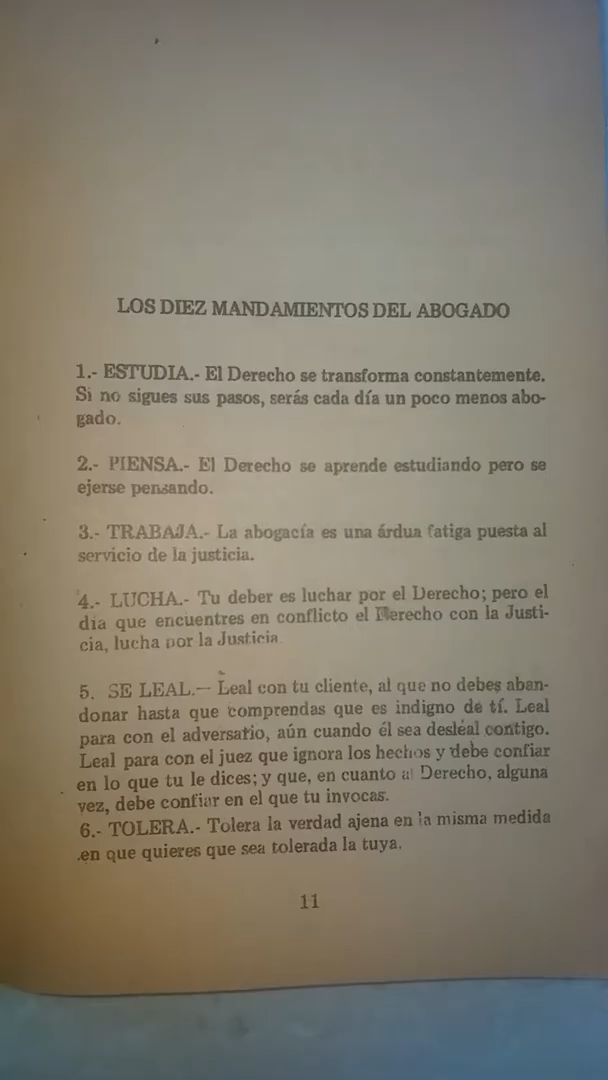 LOS DIEZ MANDAMIENTOS DEL ABOGADO
1.- ESTUDIA.- El Derecho se transforma constantemente.
Si no sigues sus pasos, serás cada día un poco menos abo-
gado.
2.- PIENSA.- El Derecho se aprende estudiando pero se
ejerse pensando.
3.- TRABAJA.- La abogacía es una árdua fatiga puesta al
servicio de la justicia.
4.- LUCHA.- Tu deber es luchar por el Derecho; pero el
día que encuentres en conflicto el Derecho con la Justi-
cia, lucha por la Justicia.
5. SE LEAL.— Leal con tu cliente, al que no debes aban-
donar hasta que comprendas que es indigno de tí. Leal
para con el adversatio, aún cuando él sea desleal contigo.
Leal para con el juez que ignora los hechos y debe confiar
en lo que tu le dices; y que, en cuanto al Derecho, alguna
vez, debe confiar en el que tu invocas.
6.- TOLERA.- Tolera la verdad ajena en la misma medida
en que quieres que sea tolerada la tuya.
11